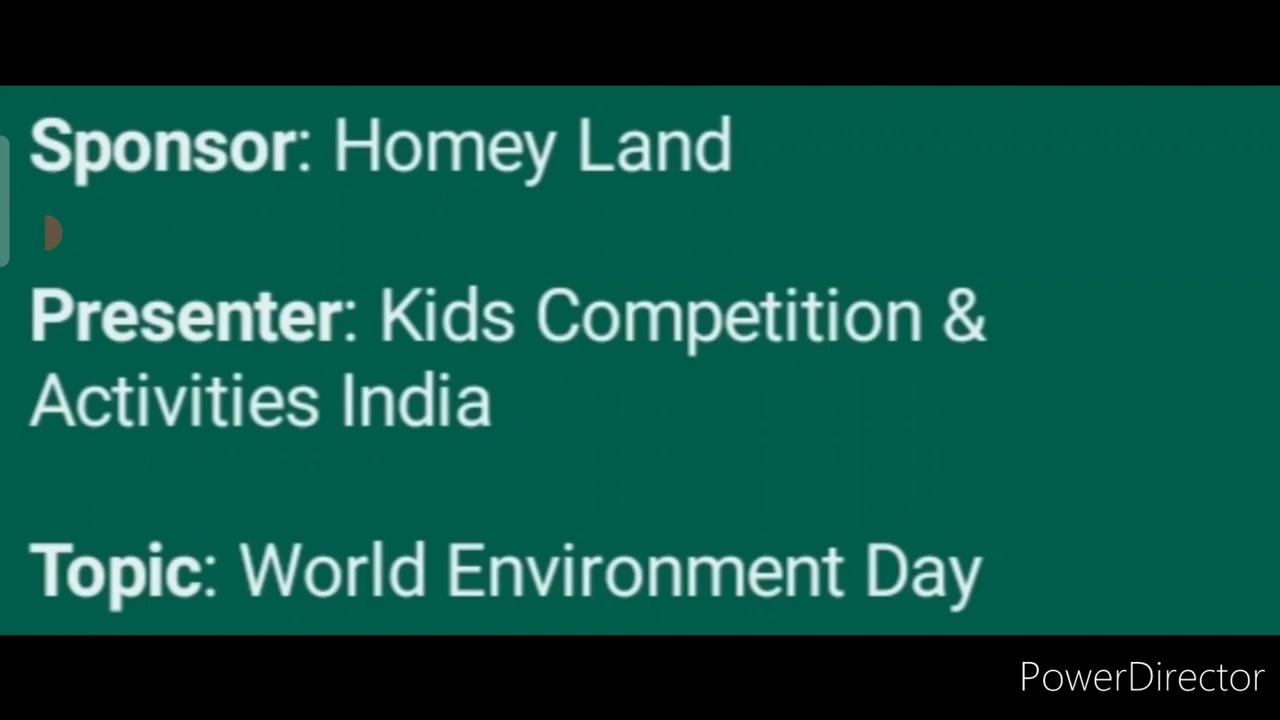 Sponsor: Homey Land
Presenter: Kids Competition &
Activities India
Topic: World Environment Day
PowerDirector